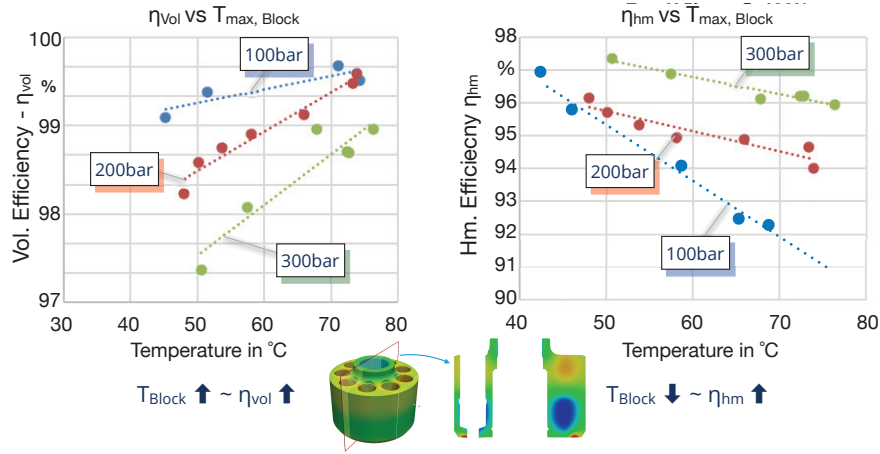 ηVol vs Tmax, Block
100
%
99
98
97
Vol. Efficiency - ηvol
100bar
200bar
300bar
30 40 50 60 70 80
Temperature in °C
TBlock ⬆ ~ ηvol ⬆
ηhm vs Tmax, Block
98
%
96
95
94
93
92
91
90
Hm. Efficiecny ηhm
300bar
200bar
100bar
40 50 60 70 80
Temperature in °C
TBlock ⬇ ~ ηhm ⬆